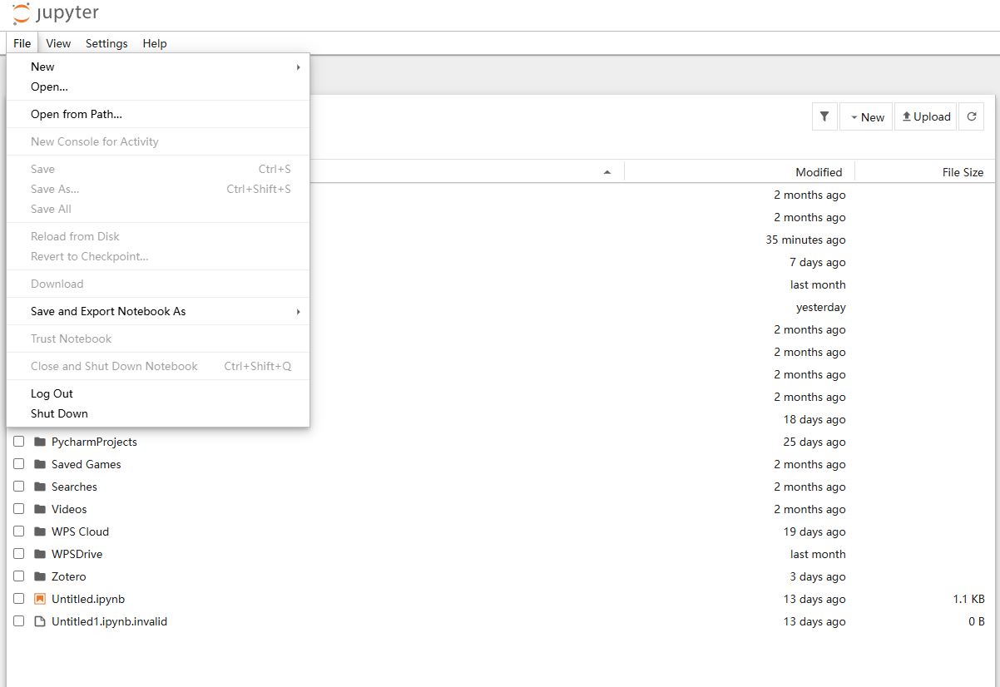 jupyter
File View Settings Help
New
Open...
Open from Path...
New Console for Activity
Save Ctrl+S
Save As... Ctrl+Shift+S
Save All
Reload from Disk
Revert to Checkpoint...
Download
Save and Export Notebook As
Trust Notebook
Close and Shut Down Notebook Ctrl+Shift+Q
Log Out
Shut Down
New Upload
Modified File Size
2 months ago
2 months ago
35 minutes ago
7 days ago
last month
yesterday
2 months ago
2 months ago
2 months ago
2 months ago
18 days ago
PycharmProjects 25 days ago
Saved Games 2 months ago
Searches 2 months ago
Videos 2 months ago
WPS Cloud 19 days ago
WPSDrive last month
Zotero 3 days ago
Untitled.ipynb 13 days ago 1.1 KB
Untitled1.ipynb.invalid 13 days ago 0 B